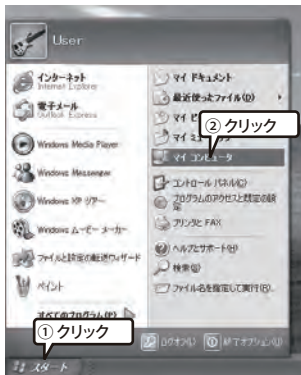 User
インターネット
Internet Explorer
電子メール
Outlook Express
Windows Media Player
Windows Messenger
Windows XP ツアー
Windows ムービー メーカー
ファイルと設定の転送ウィザード
ペイント
すべてのプログラム(P)
① クリック
スタート
マイ ドキュメント
最近使ったファイル(D)
② クリック
マイ コンピュータ
コントロール パネル(C)
プログラムのアクセスと既定の設定
プリンタと FAX
ヘルプとサポート(H)
検索(S)
ファイル名を指定して実行(R)...
ログオフ(L)
終了オプション(U)